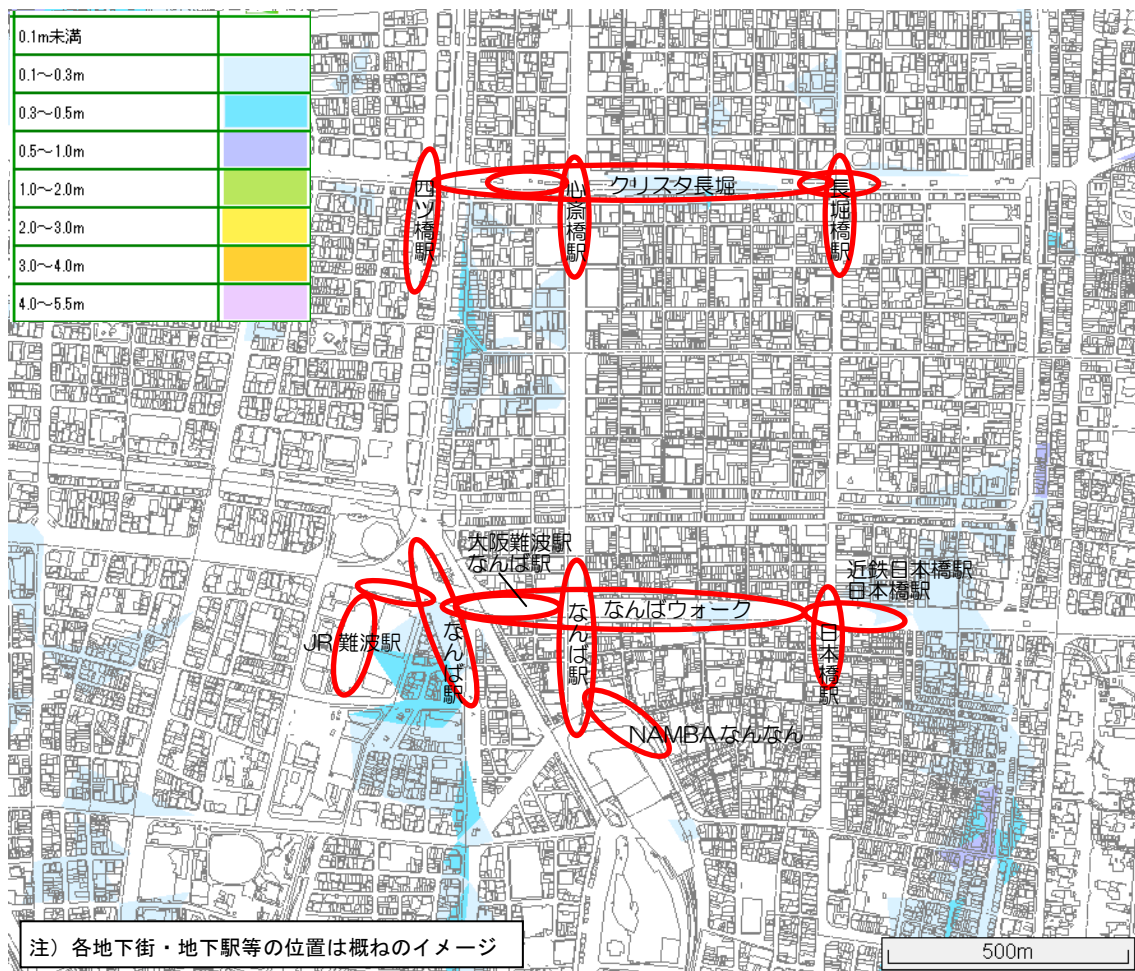 0.1m未満
0.1～0.3m
0.3～0.5m
0.5～1.0m
1.0～2.0m
2.0～3.0m
3.0～4.0m
4.0～5.5m
四ツ橋駅
心斎橋駅
クリスタ長堀
長堀橋駅
大阪難波駅
なんば駅
近鉄日本橋駅
日本橋駅
JR難波駅
なんば駅
なんば駅
なんばウォーク
日本橋駅
NAMBAなんなん
注）各地下街・地下駅等の位置は概ねのイメージ
500m